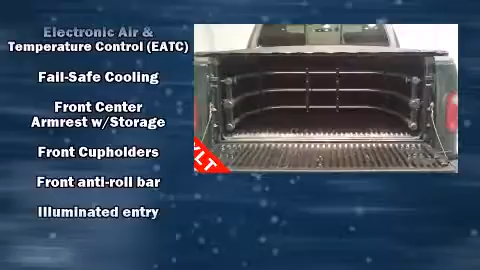 Electronic Air &
Temperature Control (EATC)
Fail-Safe Cooling
Front Center
Armrest w/Storage
Front Cupholders
Front anti-roll bar
Illuminated entry
XLT